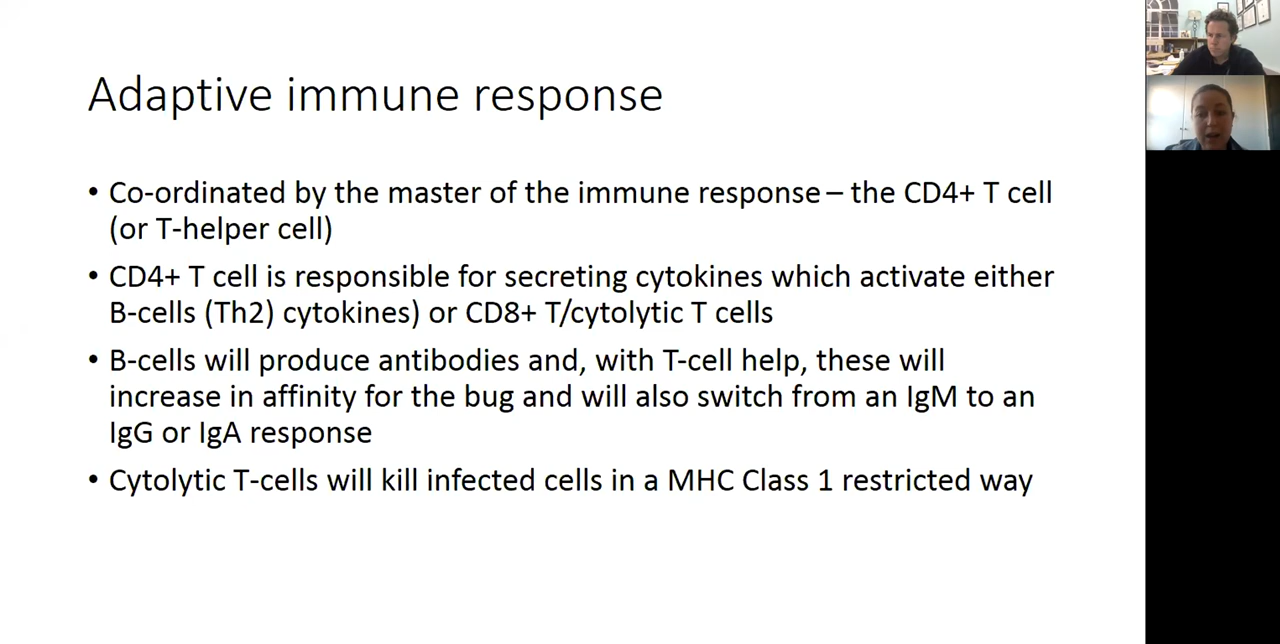 Adaptive immune response
• Co-ordinated by the master of the immune response – the CD4+ T cell
(or T-helper cell)
• CD4+ T cell is responsible for secreting cytokines which activate either
B-cells (Th2) cytokines) or CD8+ T/cytolytic T cells
• B-cells will produce antibodies and, with T-cell help, these will
increase in affinity for the bug and will also switch from an IgM to an
IgG or IgA response
• Cytolytic T-cells will kill infected cells in a MHC Class 1 restricted way